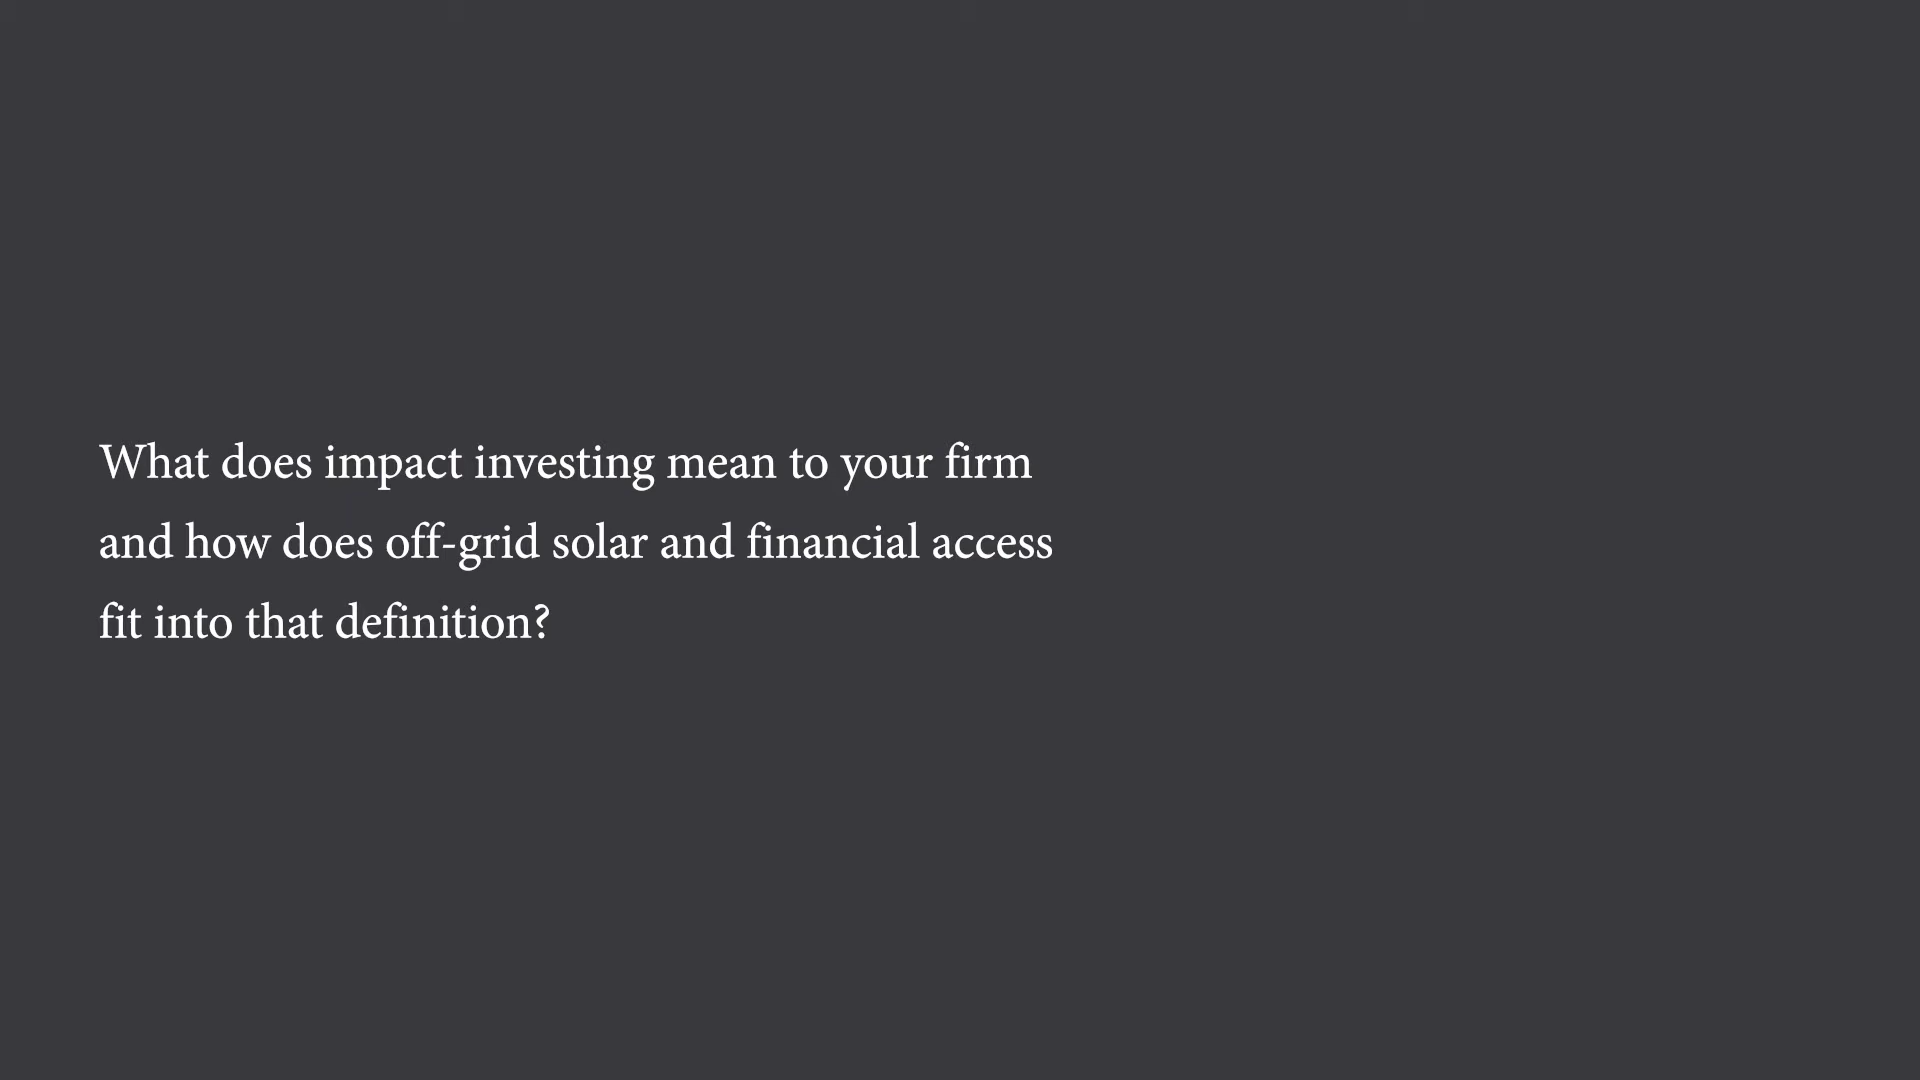 What does impact investing mean to your firm
and how does off-grid solar and financial access
fit into that definition?